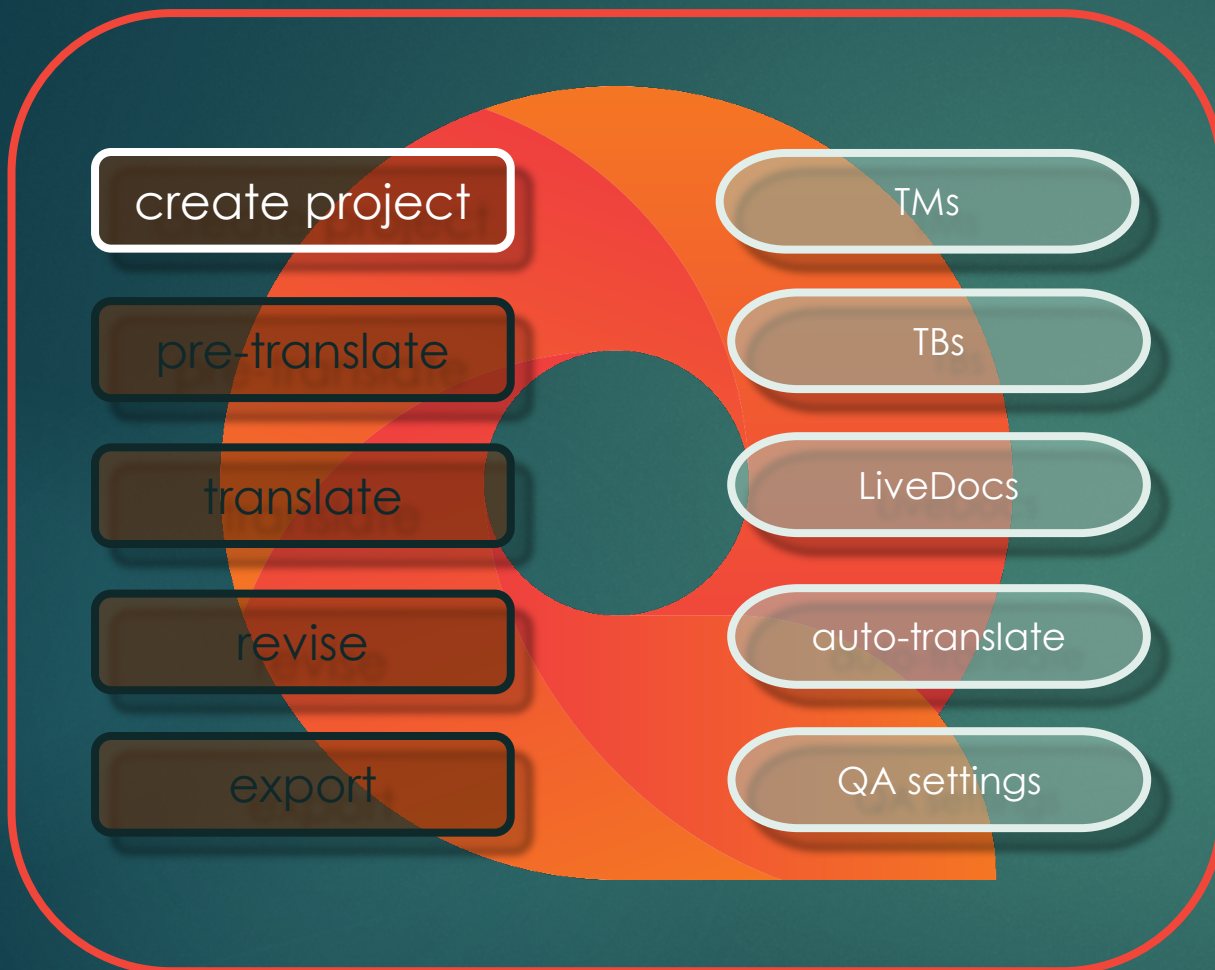 create project
pre-translate
translate
revise
export
TMs
TBs
LiveDocs
auto-translate
QA settings